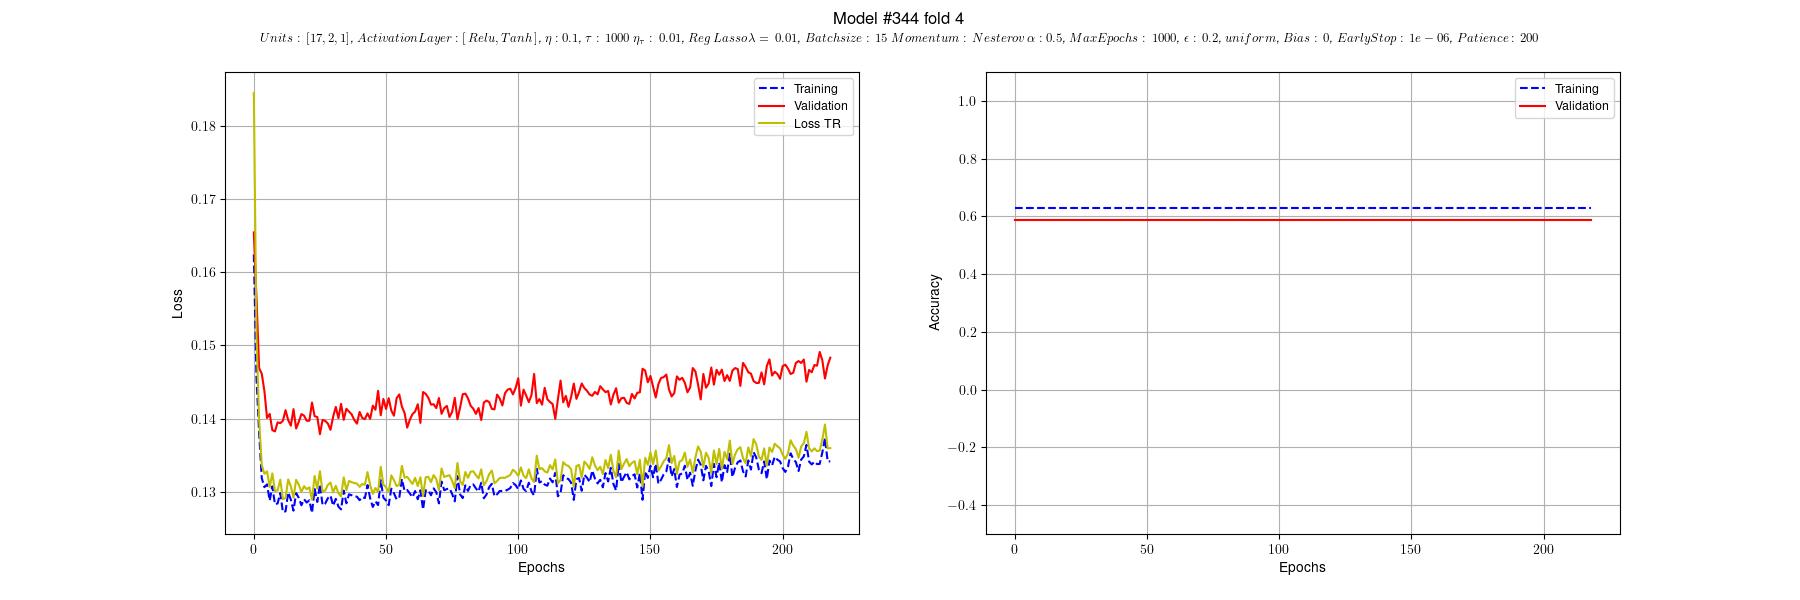 Model #344 fold 4
Units : [17, 2, 1], ActivationLayer : [ Relu, Tanh ], η : 0.1, τ : 1000 ητ : 0.01, Reg Lasso λ = 0.01, Batchsize : 15 Momentum : Nesterov α : 0.5, MaxEpochs : 1000, ϵ : 0.2, uniform, Bias : 0, EarlyStop : 1e − 06, Patience : 200
Training
Validation
Loss TR
0.18
0.17
0.16
0.15
0.14
0.13
Loss
0 50 100 150 200
Epochs
Training
Validation
1.0
0.8
0.6
0.4
0.2
0.0
−0.2
−0.4
Accuracy
0 50 100 150 200
Epochs